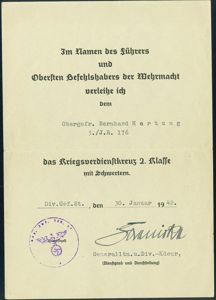 Im Namen des Führers
und
Obersten Befehlshabers der Wehrmacht
verleihe ich
dem
Obergefr. Bernhard Hartung
3./J.R. 176
das Kriegsverdienstkreuz 2. Klasse
mit Schwertern.
Div.Gef.St. , den 30. Januar 1942.
Generalltn.u.Div.-Kdeur.
(Dienstgrad und Dienststellung)